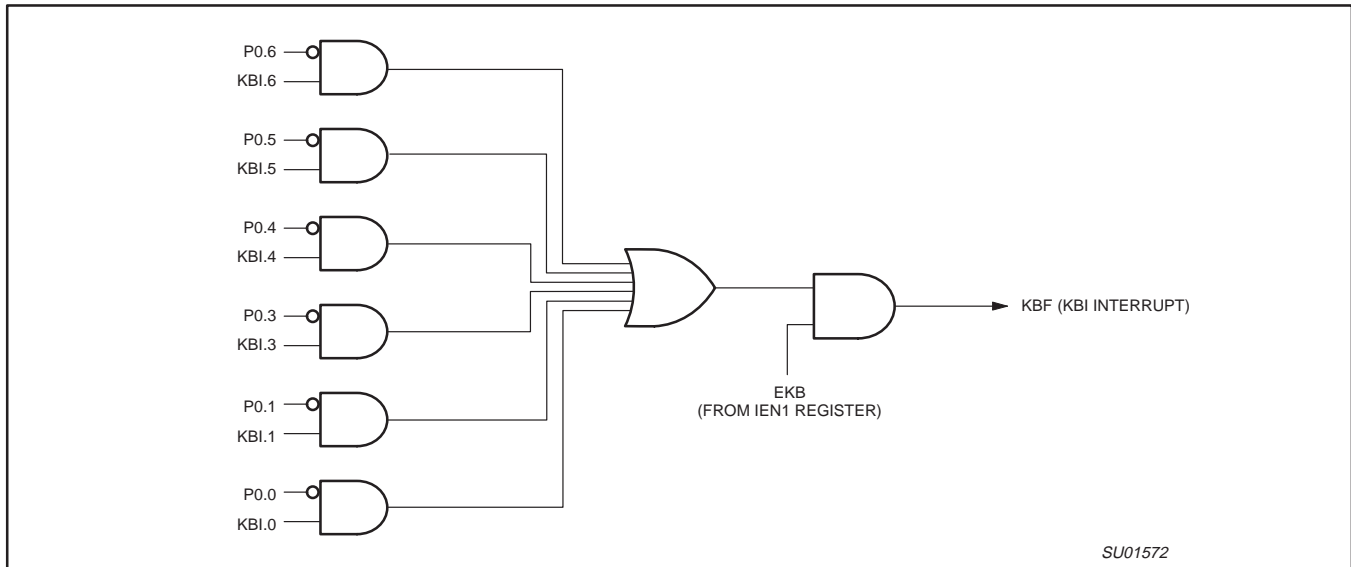 P0.6
KBI.6
P0.5
KBI.5
P0.4
KBI.4
P0.3
KBI.3
P0.1
KBI.1
P0.0
KBI.0
EKB
(FROM IEN1 REGISTER)
KBF (KBI INTERRUPT)
SU01572